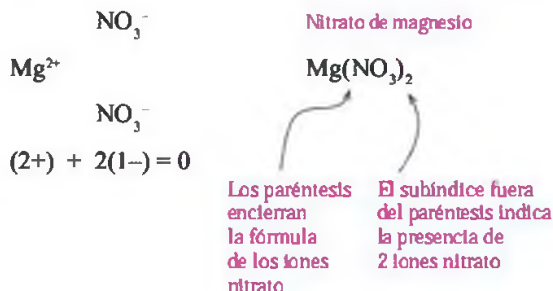 NO₃⁻
Nitrato de magnesio
Mg²⁺
Mg(NO₃)₂
NO₃⁻
(2+) + 2(1–) = 0
Los paréntesis
encierran
la fórmula
de los iones
nitrato
El subíndice fuera
del paréntesis indica
la presencia de
2 iones nitrato